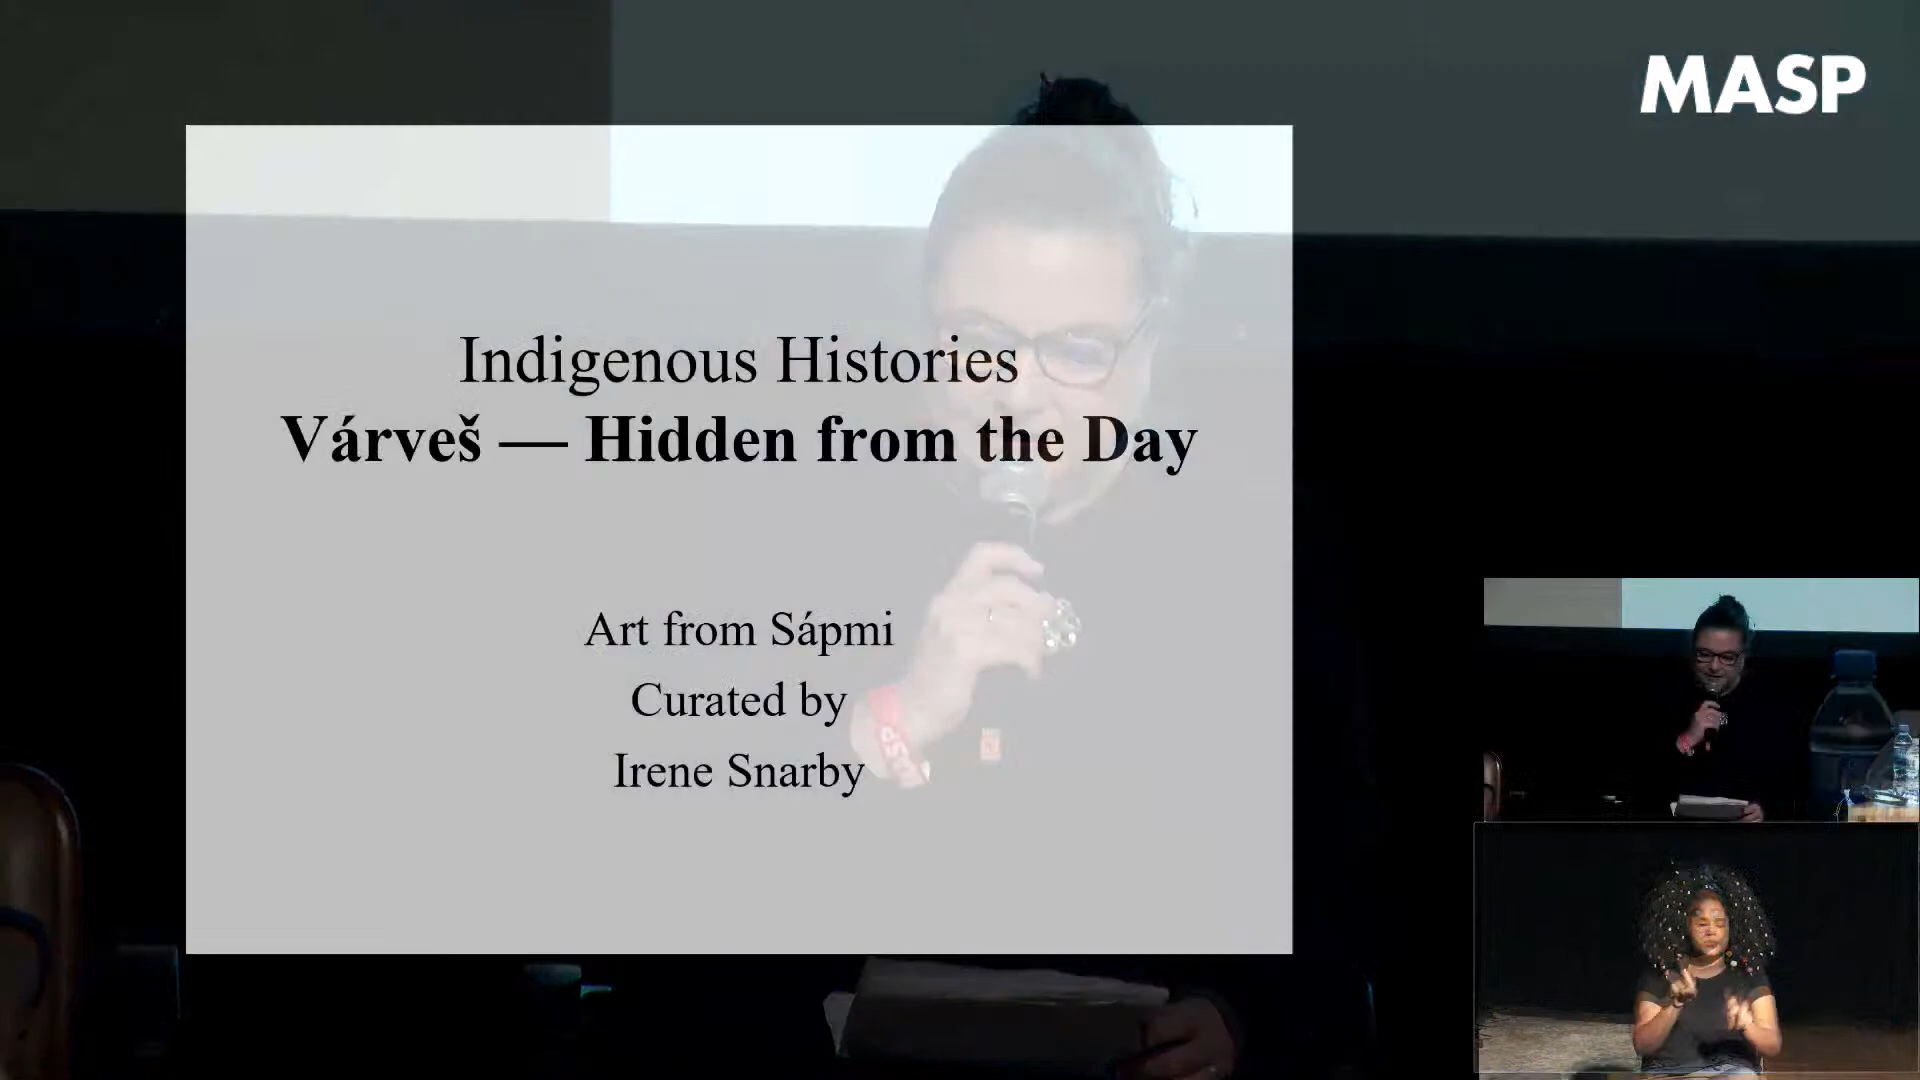 MASP
Indigenous Histories
Várveš — Hidden from the Day
Art from Sápmi
Curated by
Irene Snarby